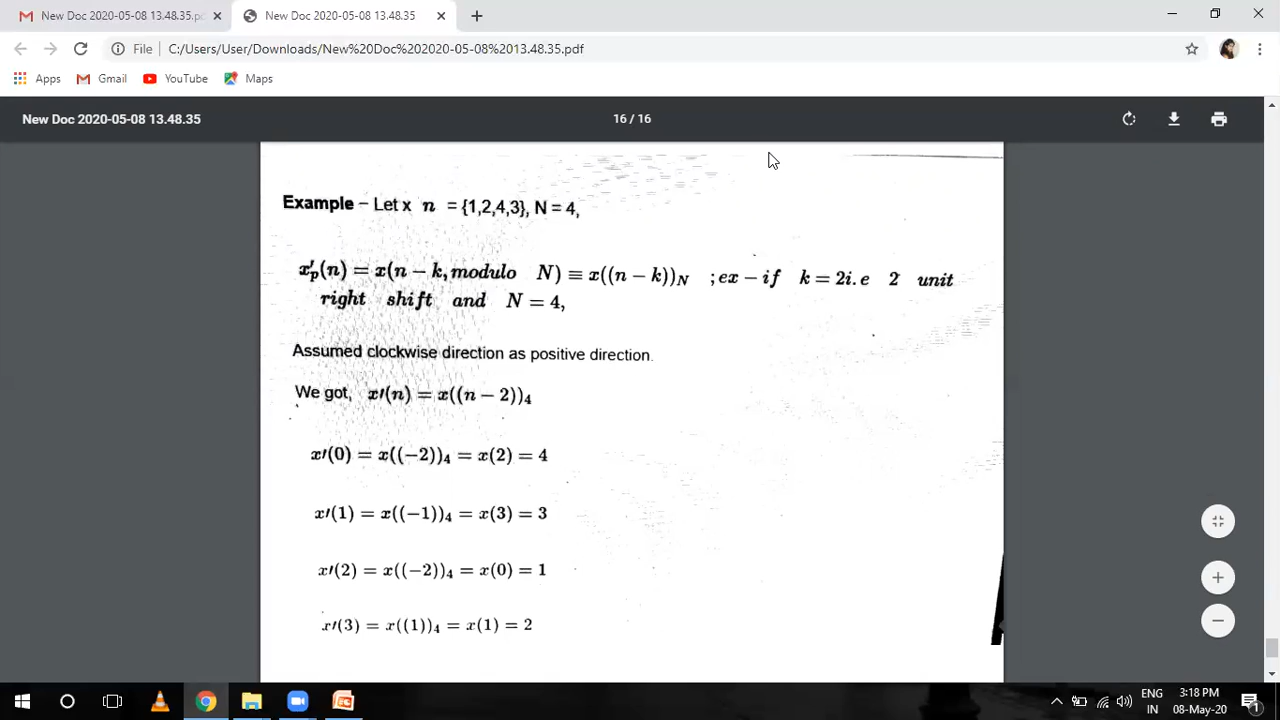 New Doc 2020-05-08 13.48.35.pd
New Doc 2020-05-08 13.48.35
File | C:/Users/User/Downloads/New%20Doc%202020-05-08%2013.48.35.pdf
Apps Gmail YouTube Maps
New Doc 2020-05-08 13.48.35
16 / 16
Example – Let x n = {1,2,4,3}, N = 4,
x′ₚ(n) = x(n − k, modulo N) ≡ x((n − k))_N ; ex − if k = 2i.e 2 unit
right shift and N = 4,
Assumed clockwise direction as positive direction.
We got, x′(n) = x((n − 2))₄
x′(0) = x((−2))₄ = x(2) = 4
x′(1) = x((−1))₄ = x(3) = 3
x′(2) = x((−2))₄ = x(0) = 1
x′(3) = x((1))₄ = x(1) = 2
ENG
IN
3:18 PM
08-May-20
1